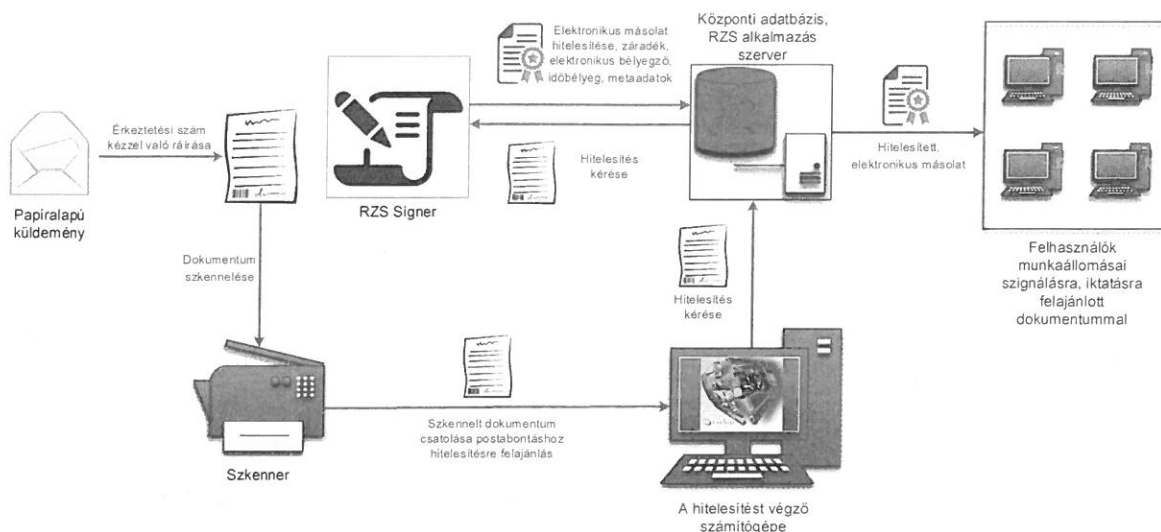 Központi adatbázis,
RZS alkalmazás
szerver
Elektronikus másolat
hitelesítése, záradék,
elektronikus bélyegző,
időbélyeg, metaadatok
Érkeztetési szám
kézzel való ráírása
Hitelesítés
kérése
Hitelesített,
elektronikus másolat
Papíralapú
küldemény
RZS Signer
Dokumentum
szkennelése
Hitelesítés
kérése
Felhasználók
munkaállomásai
szignálásra, iktatásra
felajánlott
dokumentummal
Szkennelt dokumentum
csatolása postabontáshoz
hitelesítésre felajánlás
Szkenner
A hitelesítést végző
számítógépe